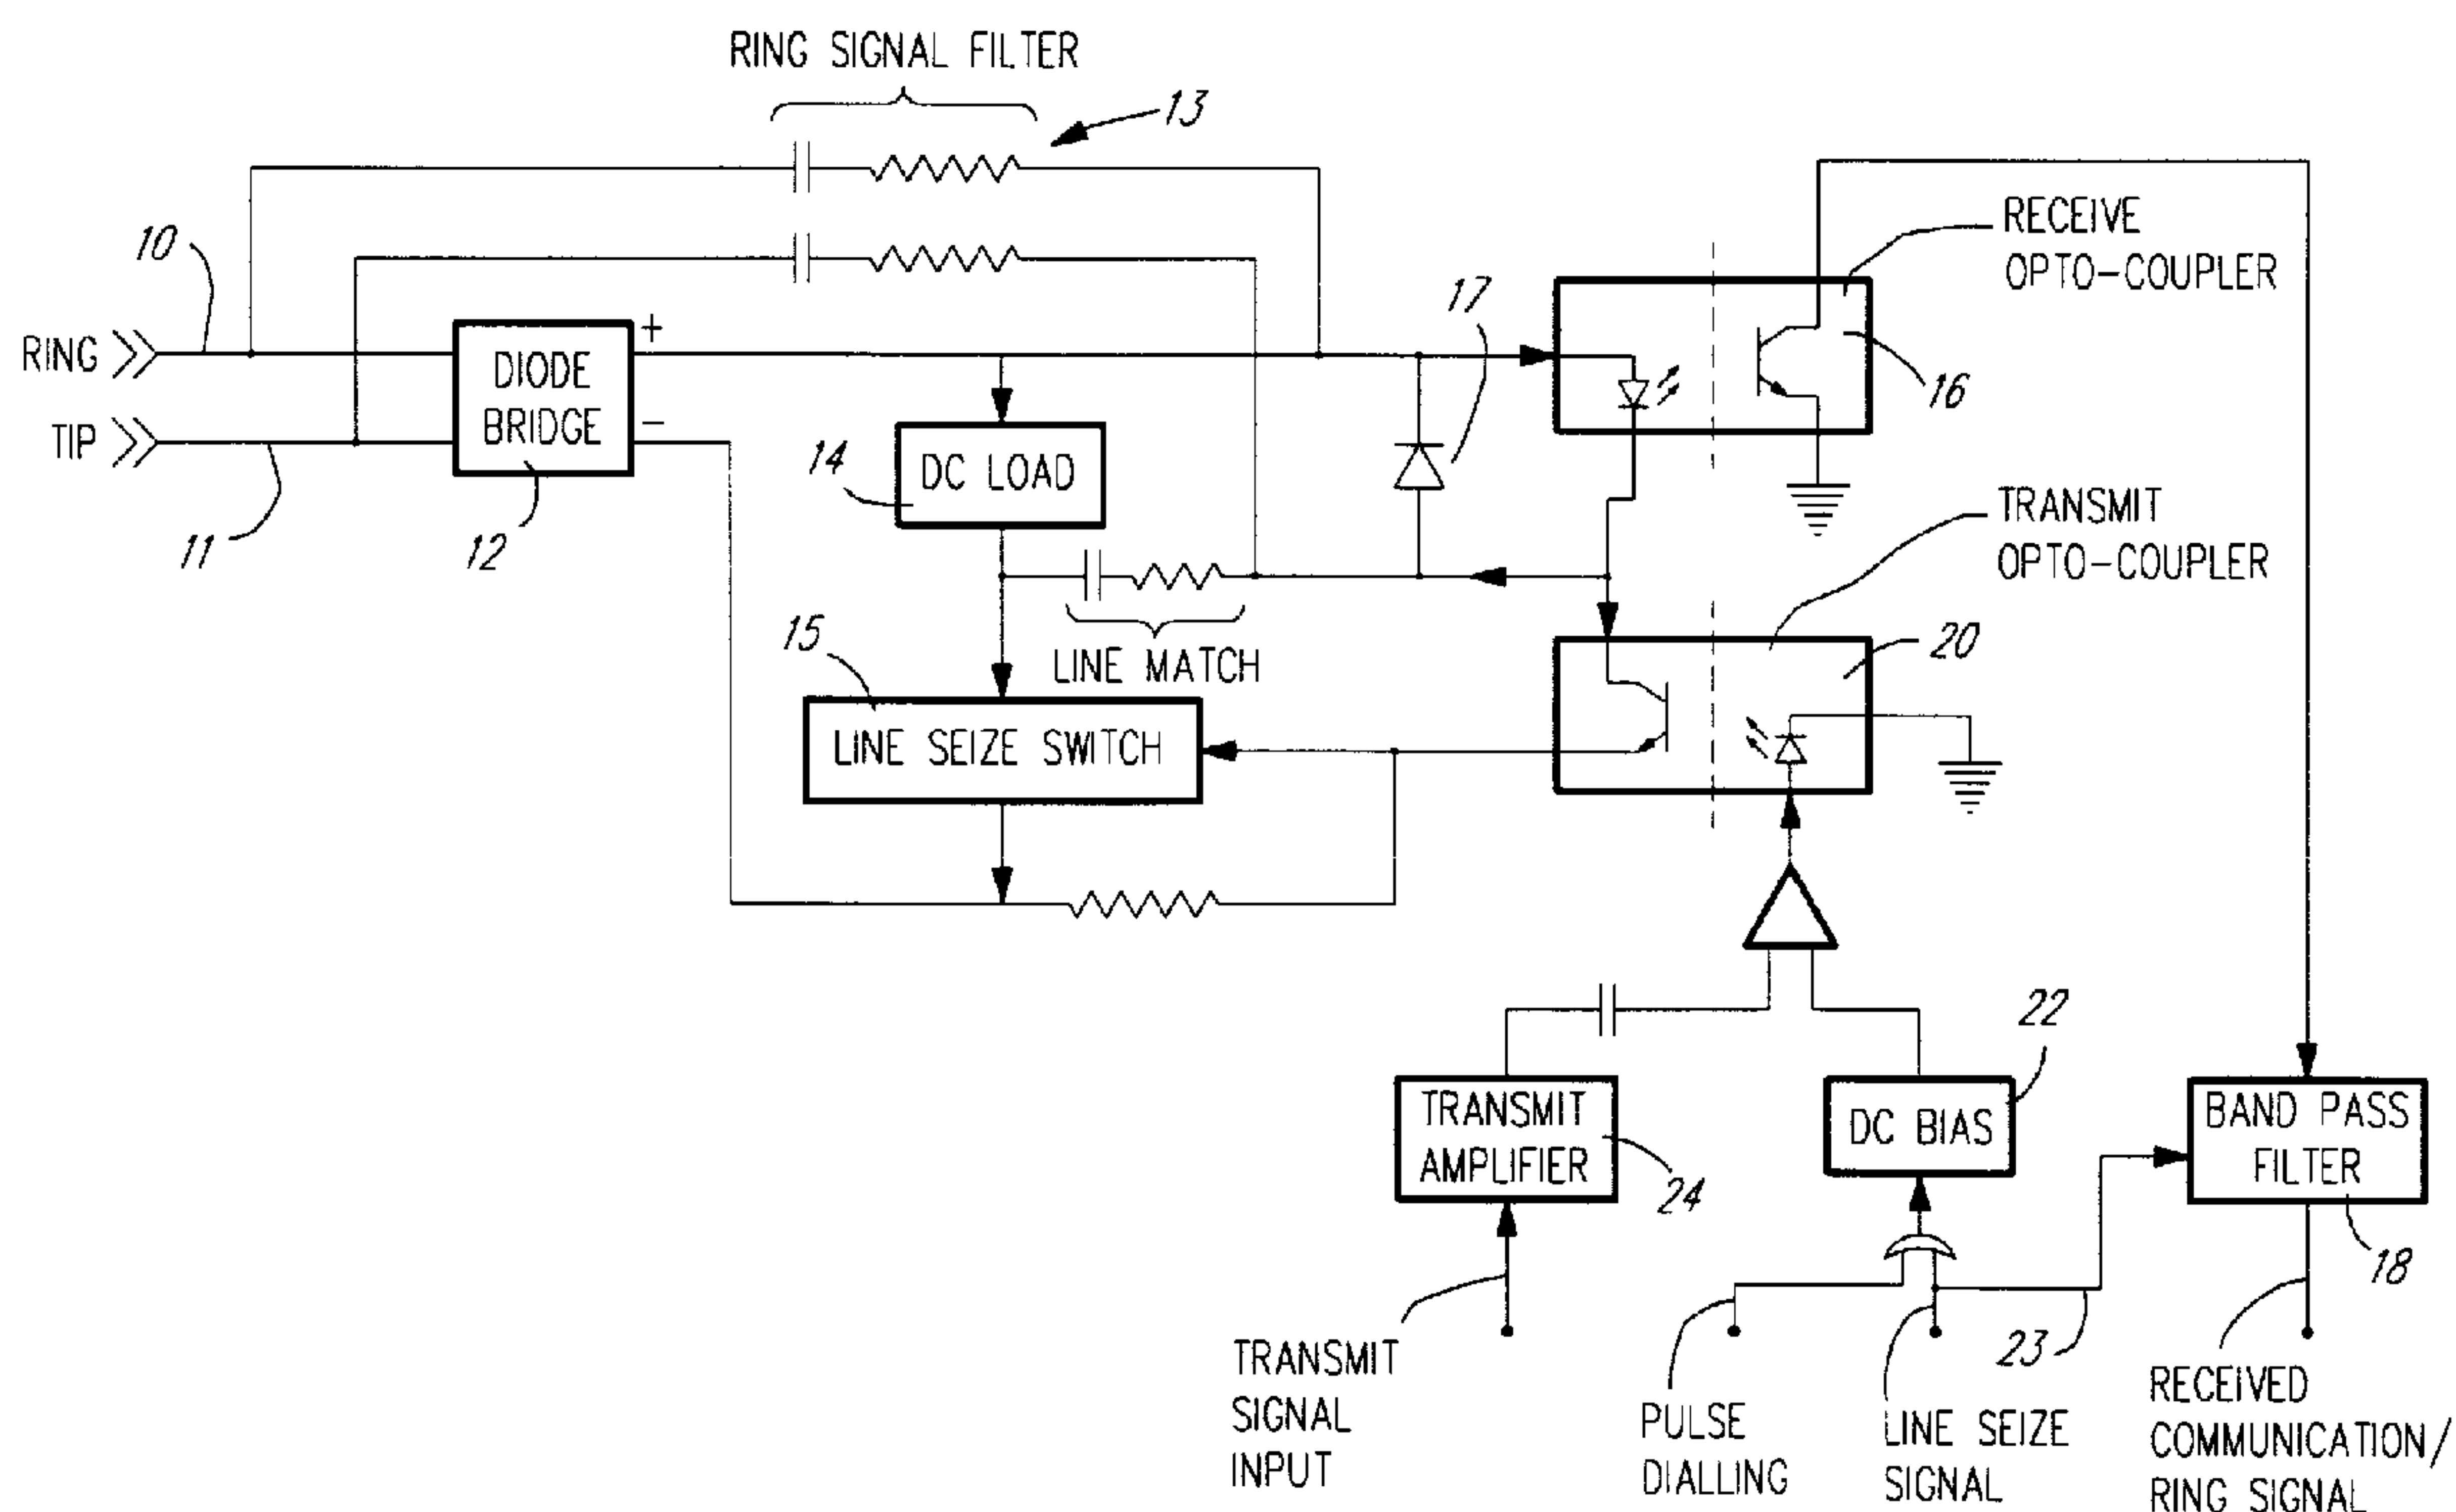 RING SIGNAL FILTER
13
10
RING
TIP
11
DIODE
BRIDGE
+
−
12
14
DC LOAD
17
RECEIVE
OPTO-COUPLER
16
TRANSMIT
OPTO-COUPLER
20
15
LINE MATCH
LINE SEIZE SWITCH
22
TRANSMIT
AMPLIFIER
24
DC BIAS
BAND PASS
FILTER
18
23
TRANSMIT
SIGNAL
INPUT
PULSE
DIALLING
LINE SEIZE
SIGNAL
RECEIVED
COMMUNICATION/
RING SIGNAL